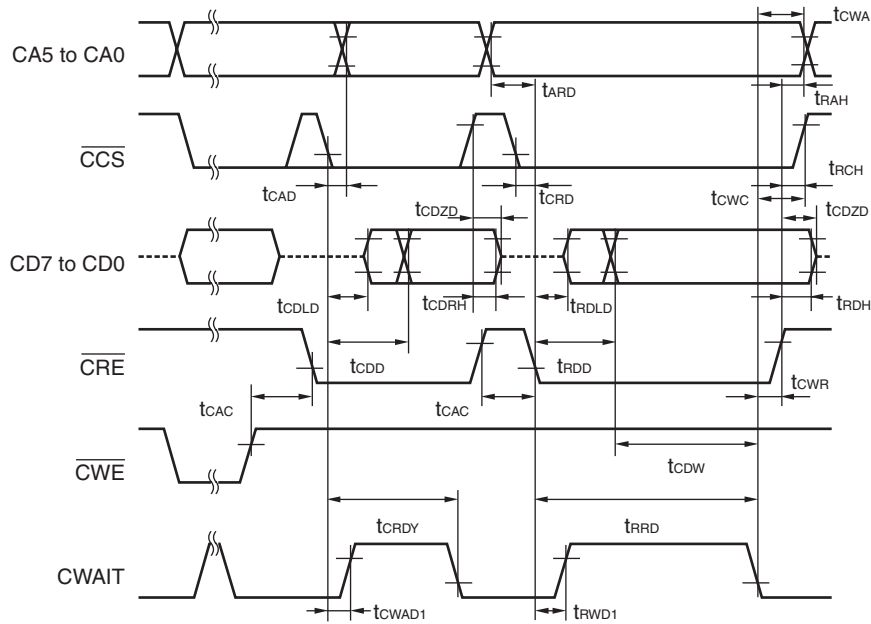 tCWA
CA5 to CA0
tARD
tRAH
CCS
tRCH
tCAD
tCRD
tCWC
tCDZD
tCDZD
CD7 to CD0
tCDLD
tCDRH
tRDLD
tRDH
CRE
tCDD
tRDD
tCWR
tCAC
tCAC
CWE
tCDW
tCRDY
tRRD
CWAIT
tCWAD1
tRWD1